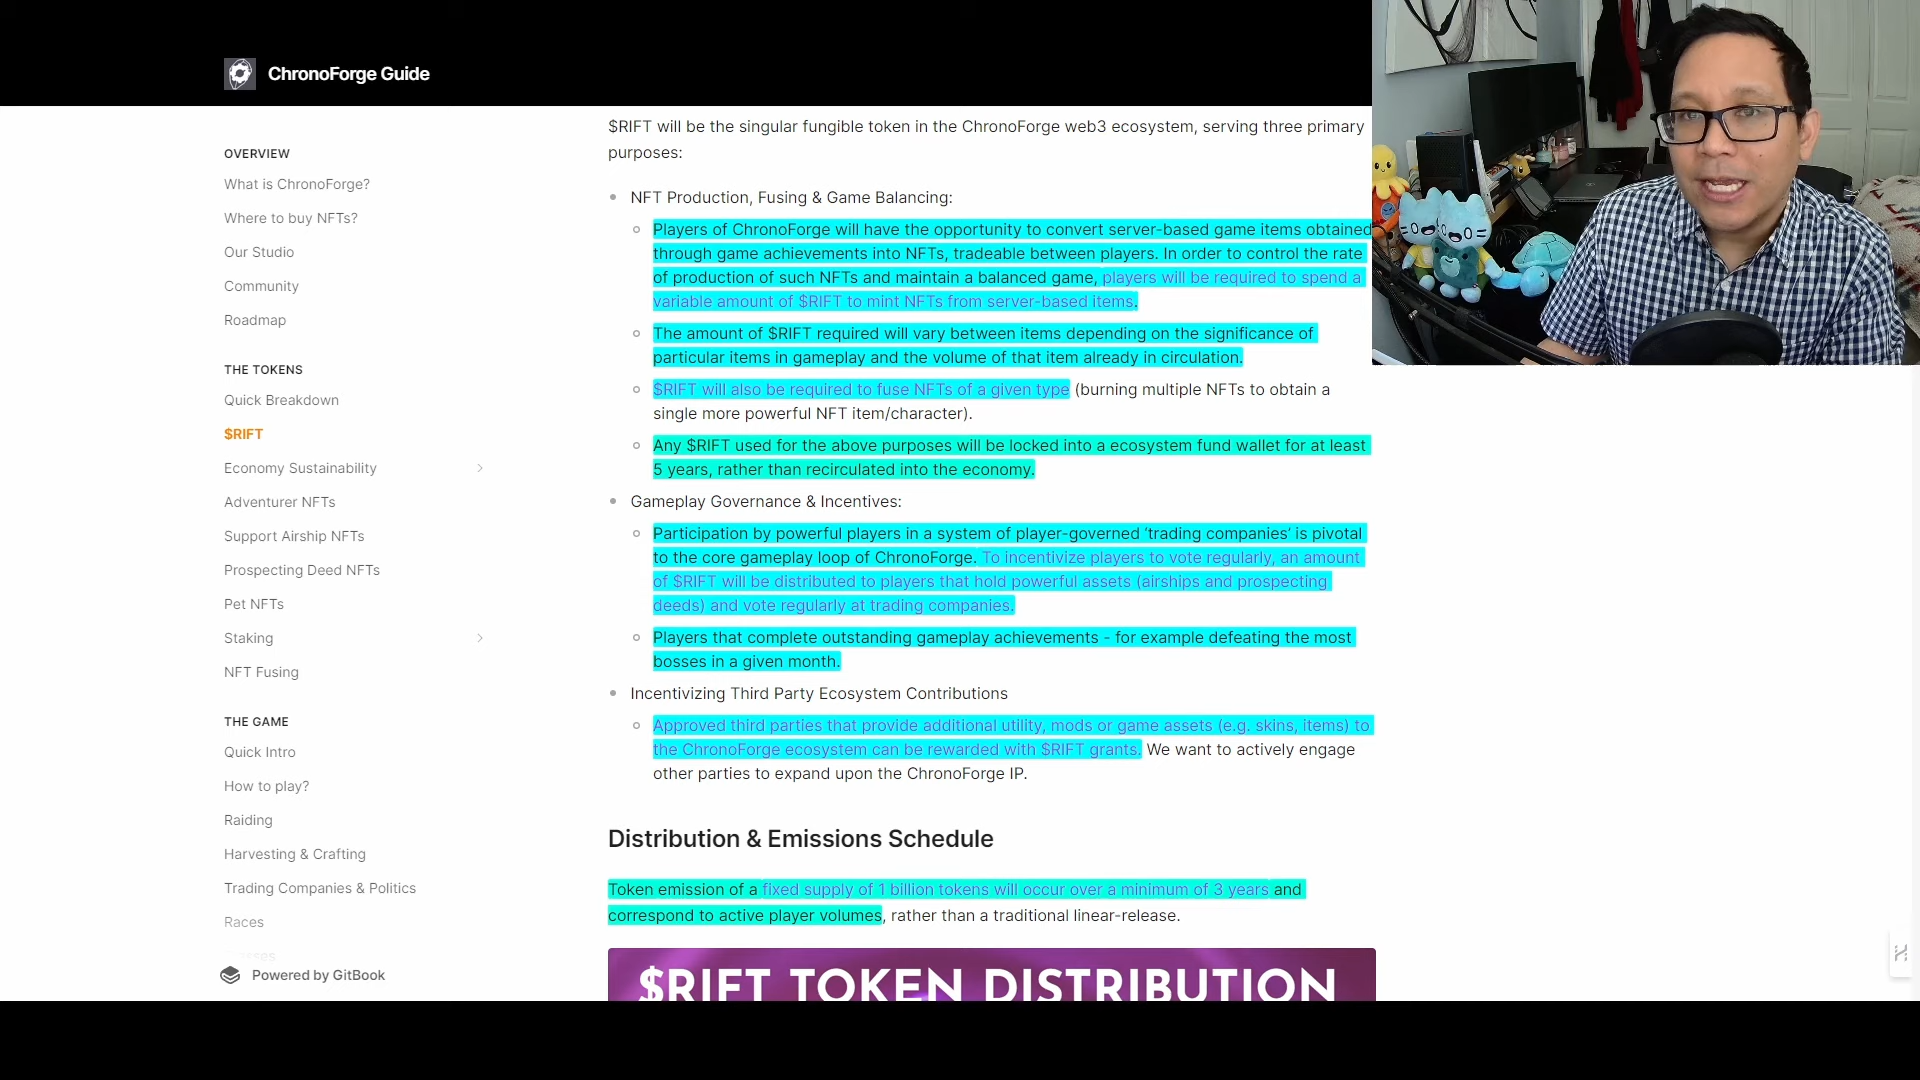 ChronoForge Guide
OVERVIEW
What is ChronoForge?
Where to buy NFTs?
Our Studio
Community
Roadmap
THE TOKENS
Quick Breakdown
$RIFT
Economy Sustainability
Adventurer NFTs
Support Airship NFTs
Prospecting Deed NFTs
Pet NFTs
Staking
NFT Fusing
THE GAME
Quick Intro
How to play?
Raiding
Harvesting & Crafting
Trading Companies & Politics
Races
Powered by GitBook
$RIFT will be the singular fungible token in the ChronoForge web3 ecosystem, serving three primary
purposes:
NFT Production, Fusing & Game Balancing:
Players of ChronoForge will have the opportunity to convert server-based game items obtained
through game achievements into NFTs, tradeable between players. In order to control the rate
of production of such NFTs and maintain a balanced game, players will be required to spend a
variable amount of $RIFT to mint NFTs from server-based items.
The amount of $RIFT required will vary between items depending on the significance of
particular items in gameplay and the volume of that item already in circulation.
$RIFT will also be required to fuse NFTs of a given type (burning multiple NFTs to obtain a
single more powerful NFT item/character).
Any $RIFT used for the above purposes will be locked into a ecosystem fund wallet for at least
5 years, rather than recirculated into the economy.
Gameplay Governance & Incentives:
Participation by powerful players in a system of player-governed ‘trading companies’ is pivotal
to the core gameplay loop of ChronoForge. To incentivize players to vote regularly, an amount
of $RIFT will be distributed to players that hold powerful assets (airships and prospecting
deeds) and vote regularly at trading companies.
Players that complete outstanding gameplay achievements - for example defeating the most
bosses in a given month.
Incentivizing Third Party Ecosystem Contributions
Approved third parties that provide additional utility, mods or game assets (e.g. skins, items) to
the ChronoForge ecosystem can be rewarded with $RIFT grants. We want to actively engage
other parties to expand upon the ChronoForge IP.
Distribution & Emissions Schedule
Token emission of a fixed supply of 1 billion tokens will occur over a minimum of 3 years and
correspond to active player volumes, rather than a traditional linear-release.
$RIFT TOKEN DISTRIBUTION